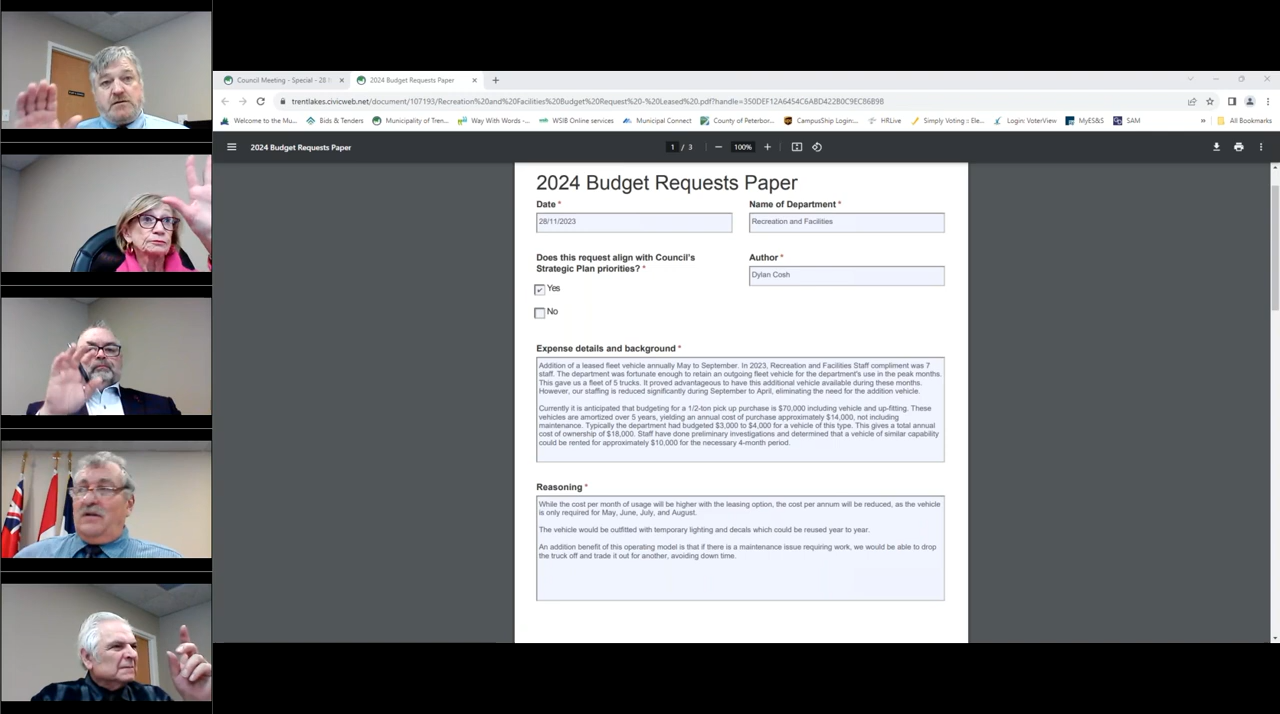 Council Meeting - Special - 28 N
2024 Budget Requests Paper
trentlakes.civicweb.net/document/107193/Recreation%20and%20Facilities%20Budget%20Request%20-%20Leased%20.pdf?handle=350DEF12A6454C6ABD422B0C9EC86B98
Welcome to the Mu...
Bids & Tenders
Municipality of Tren...
Way With Words -...
WSIB Online services
Municipal Connect
County of Peterbor...
CampusShip Login...
HRLive
Simply Voting :: Ele...
Login: VoterView
MyES&S
SAM
»
All Bookmarks
2024 Budget Requests Paper
1 / 3
100%
2024 Budget Requests Paper
Date *
Name of Department *
28/11/2023
Recreation and Facilities
Does this request align with Council's
Strategic Plan priorities? *
Author *
Dylan Cosh
Yes
No
Expense details and background *
Addition of a leased fleet vehicle annually May to September. In 2023, Recreation and Facilities Staff compliment was 7
staff. The department was fortunate enough to retain an outgoing fleet vehicle for the department's use in the peak months.
This gave us a fleet of 5 trucks. It proved advantageous to have this additional vehicle available during these months.
However, our staffing is reduced significantly during September to April, eliminating the need for the addition vehicle.
Currently it is anticipated that budgeting for a 1/2-ton pick up purchase is $70,000 including vehicle and up-fitting. These
vehicles are amortized over 5 years, yielding an annual cost of purchase approximately $14,000, not including
maintenance. Typically the department had budgeted $3,000 to $4,000 for a vehicle of this type. This gives a total annual
cost of ownership of $18,000. Staff have done preliminary investigations and determined that a vehicle of similar capability
could be rented for approximately $10,000 for the necessary 4-month period.
Reasoning *
While the cost per month of usage will be higher with the leasing option, the cost per annum will be reduced, as the vehicle
is only required for May, June, July, and August.
The vehicle would be outfitted with temporary lighting and decals which could be reused year to year.
An addition benefit of this operating model is that if there is a maintenance issue requiring work, we would be able to drop
the truck off and trade it out for another, avoiding down time.